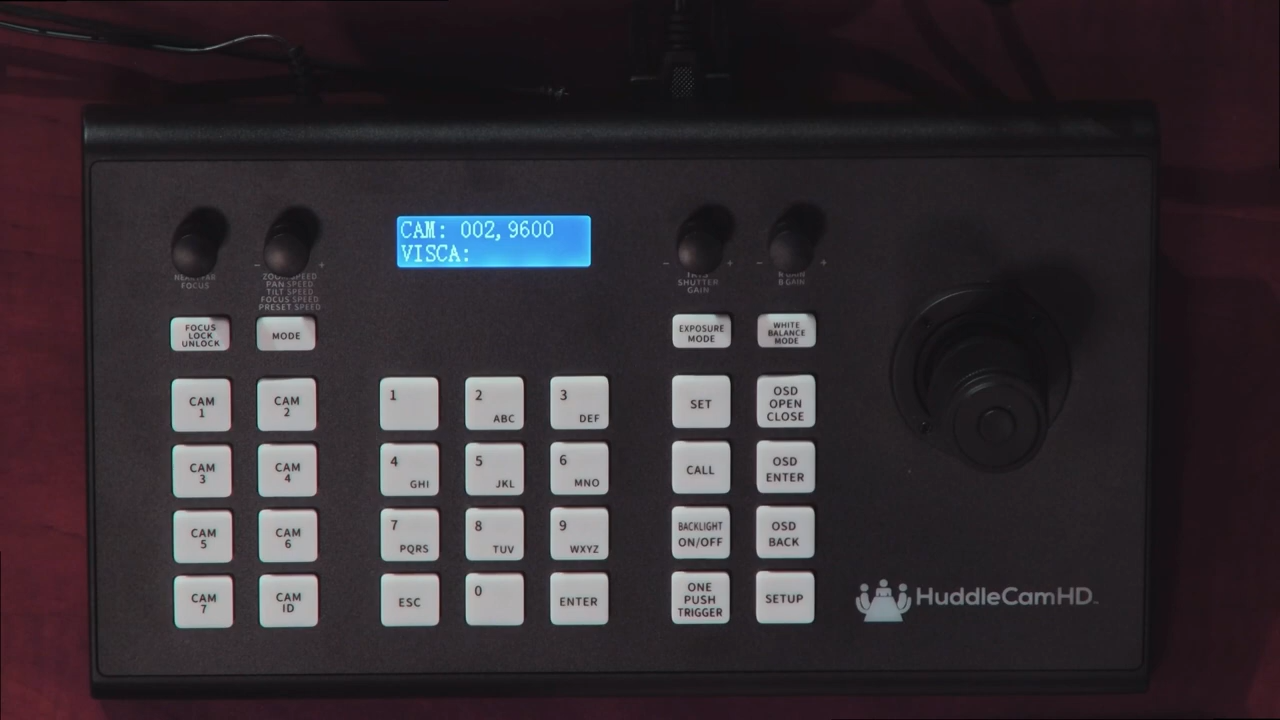 CAM: 002,9600
VISCA:
NEAR/FAR
FOCUS
- +
ZOOM SPEED
PAN SPEED
TILT SPEED
FOCUS SPEED
PRESET SPEED
- +
IRIS
SHUTTER
GAIN
- +
R GAIN
B GAIN
FOCUS
LOCK
UNLOCK
MODE
EXPOSURE
MODE
WHITE
BALANCE
MODE
CAM
1
CAM
2
1
2
ABC
3
DEF
SET
OSD
OPEN
CLOSE
CAM
3
CAM
4
4
GHI
5
JKL
6
MNO
CALL
OSD
ENTER
CAM
5
CAM
6
7
PQRS
8
TUV
9
WXYZ
BACKLIGHT
ON/OFF
OSD
BACK
CAM
7
CAM
ID
ESC
0
ENTER
ONE
PUSH
TRIGGER
SETUP
HuddleCamHD